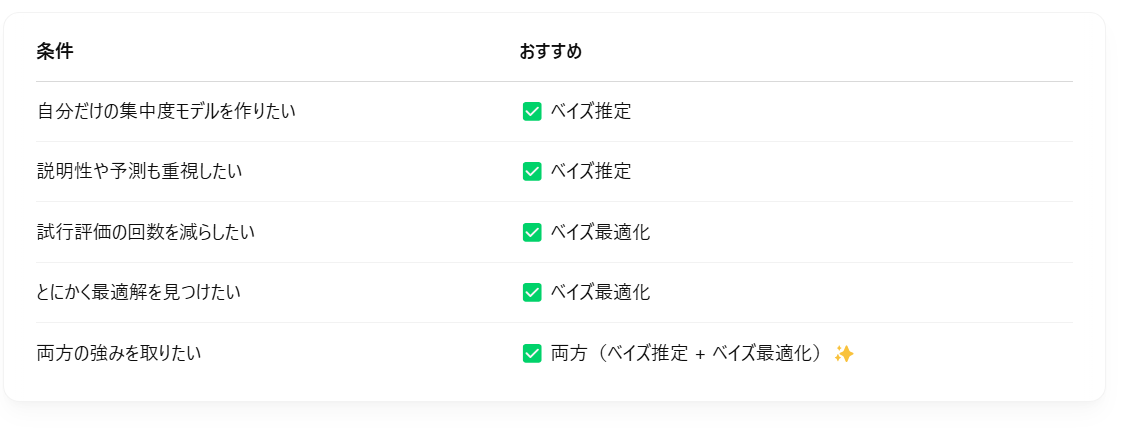 条件 おすすめ
自分だけの集中度モデルを作りたい ✅ ベイズ推定
説明性や予測も重視したい ✅ ベイズ推定
試行評価の回数を減らしたい ✅ ベイズ最適化
とにかく最適解を見つけたい ✅ ベイズ最適化
両方の強みを取りたい ✅ 両方（ベイズ推定 + ベイズ最適化） ✨